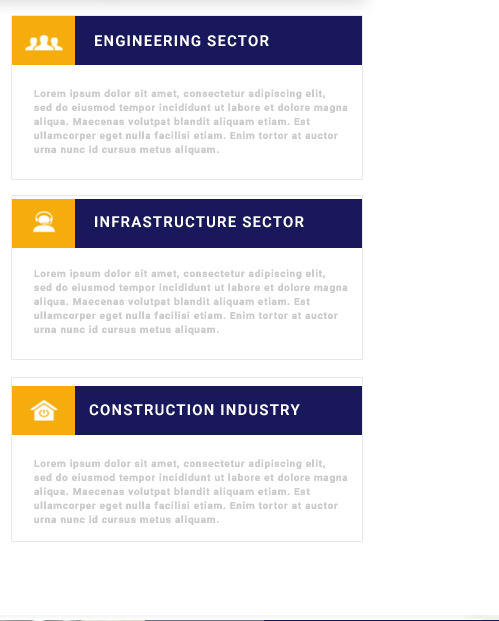 ENGINEERING SECTOR
Lorem ipsum dolor sit amet, consectetur adipiscing elit,
sed do eiusmod tempor incididunt ut labore et dolore magna
aliqua. Maecenas volutpat blandit aliquam etiam. Est
ullamcorper eget nulla facilisi etiam. Enim tortor at auctor
urna nunc id cursus metus aliquam.
INFRASTRUCTURE SECTOR
Lorem ipsum dolor sit amet, consectetur adipiscing elit,
sed do eiusmod tempor incididunt ut labore et dolore magna
aliqua. Maecenas volutpat blandit aliquam etiam. Est
ullamcorper eget nulla facilisi etiam. Enim tortor at auctor
urna nunc id cursus metus aliquam.
CONSTRUCTION INDUSTRY
Lorem ipsum dolor sit amet, consectetur adipiscing elit,
sed do eiusmod tempor incididunt ut labore et dolore magna
aliqua. Maecenas volutpat blandit aliquam etiam. Est
ullamcorper eget nulla facilisi etiam. Enim tortor at auctor
urna nunc id cursus metus aliquam.